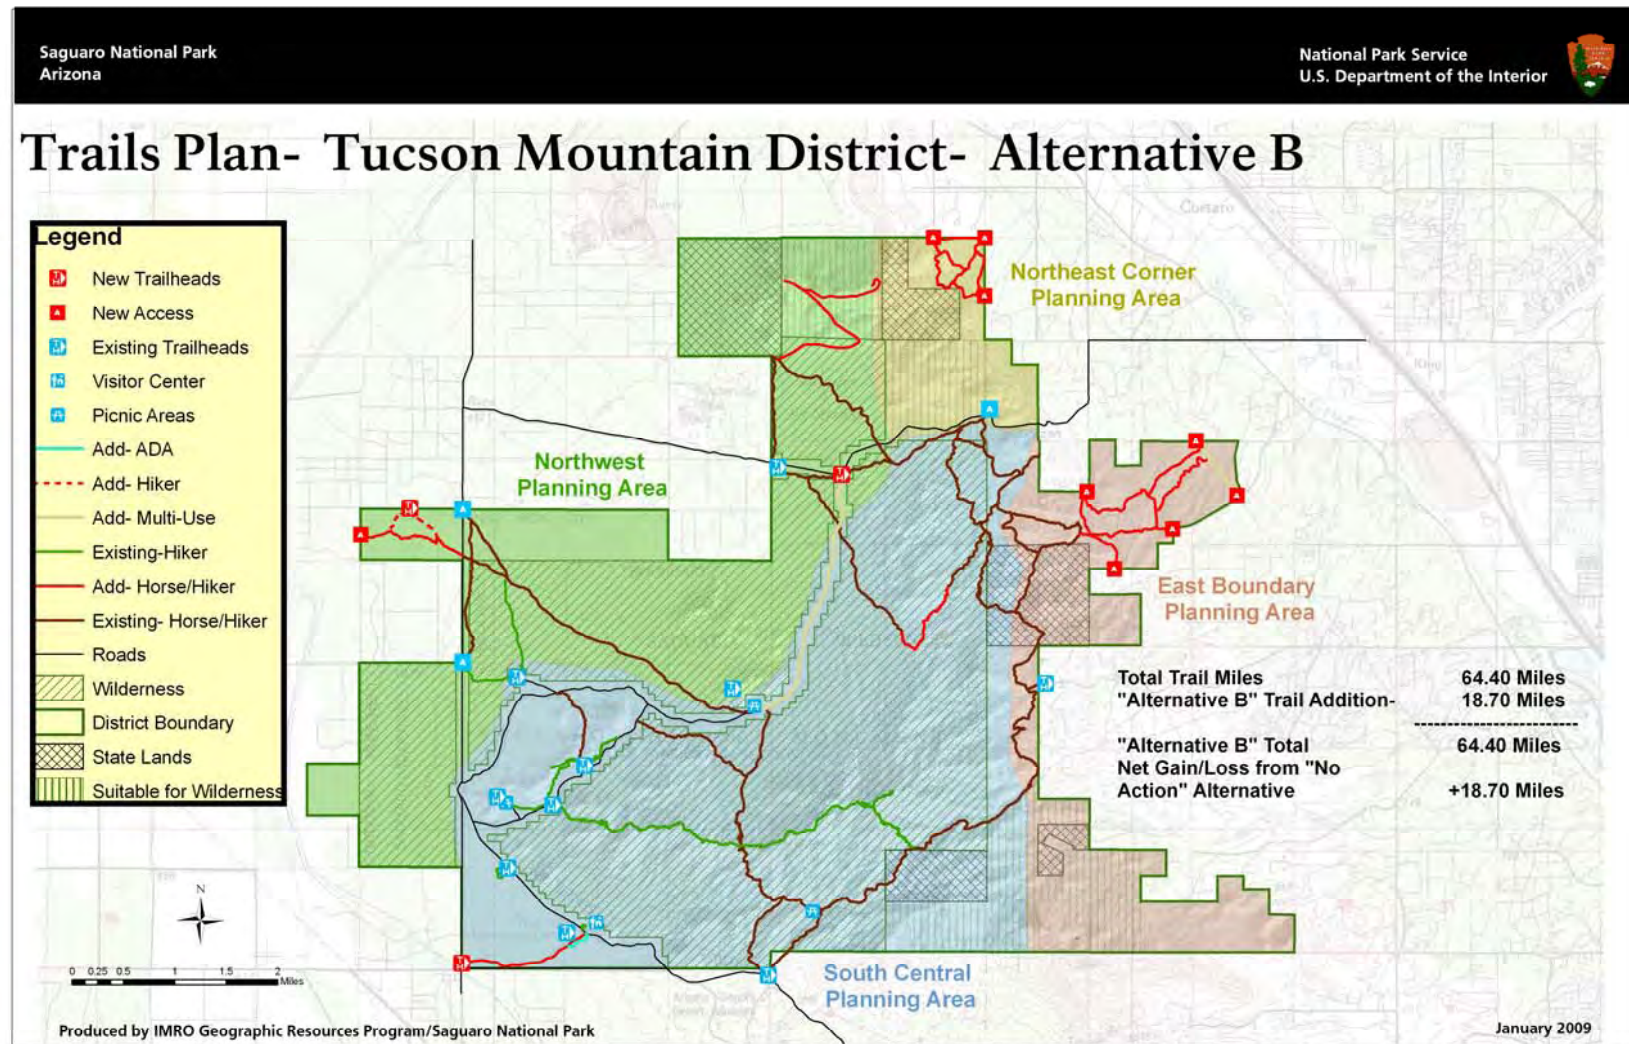 Saguaro National Park
Arizona
National Park Service
U.S. Department of the Interior
Trails Plan- Tucson Mountain District- Alternative B
Legend
New Trailheads
New Access
Existing Trailheads
Visitor Center
Picnic Areas
Add- ADA
Add- Hiker
Add- Multi-Use
Existing-Hiker
Add- Horse/Hiker
Existing- Horse/Hiker
Roads
Wilderness
District Boundary
State Lands
Suitable for Wilderness
Cortaro
Northeast Corner
Planning Area
Northwest
Planning Area
East Boundary
Planning Area
Total Trail Miles 64.40 Miles
"Alternative B" Trail Addition- 18.70 Miles
-------------------------
"Alternative B" Total 64.40 Miles
Net Gain/Loss from "No
Action" Alternative +18.70 Miles
South Central
Planning Area
N
0 0.25 0.5 1 1.5 2
Miles
Produced by IMRO Geographic Resources Program/Saguaro National Park
January 2009